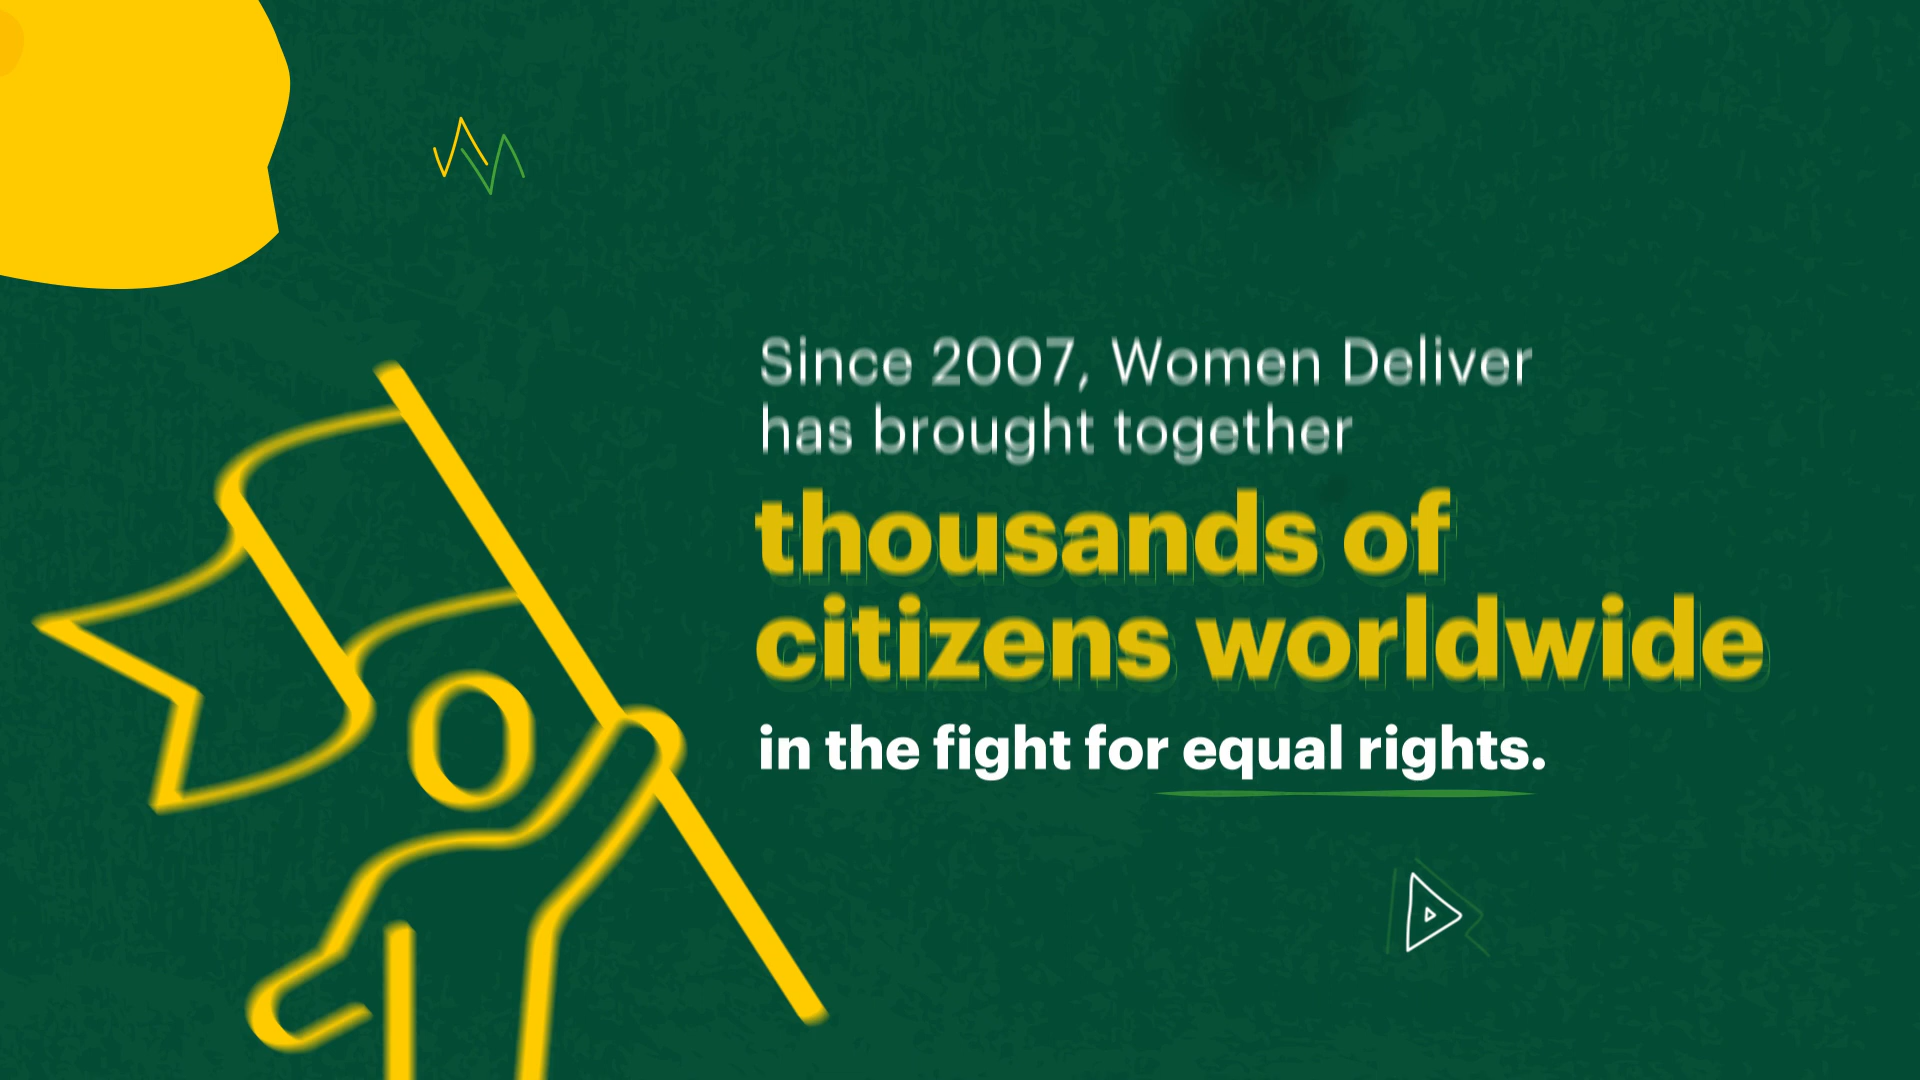 Since 2007, Women Deliver
has brought together
thousands of
citizens worldwide
in the fight for equal rights.